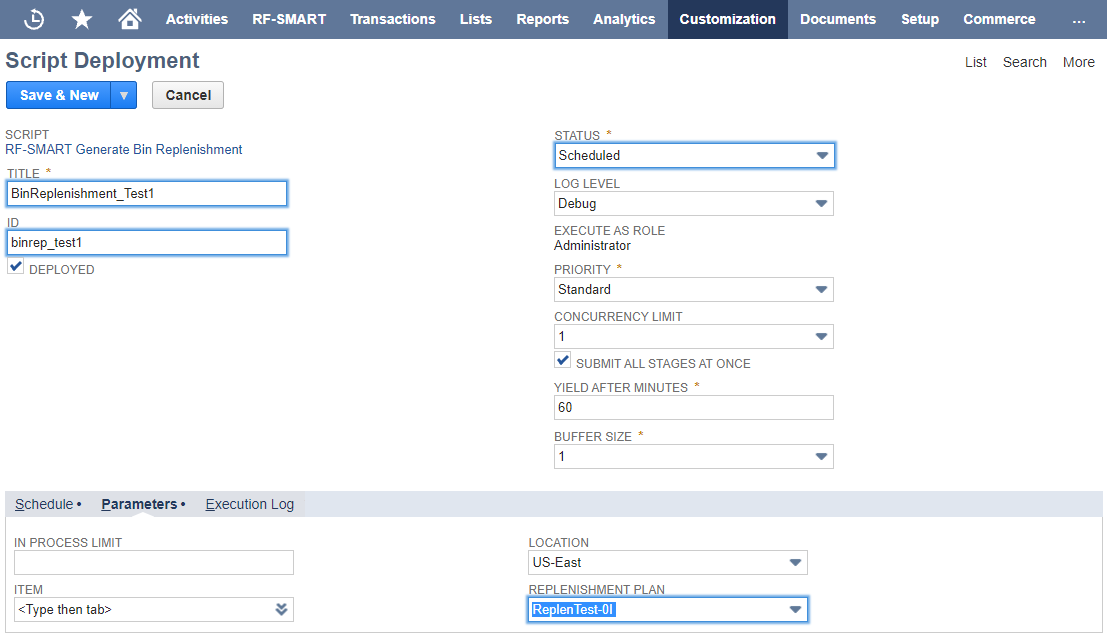 Activities RF-SMART Transactions Lists Reports Analytics Customization Documents Setup Commerce ...
Script Deployment
List Search More
Save & New Cancel
SCRIPT
RF-SMART Generate Bin Replenishment
TITLE *
BinReplenishment_Test1
ID
binrep_test1
DEPLOYED
STATUS *
Scheduled
LOG LEVEL
Debug
EXECUTE AS ROLE
Administrator
PRIORITY *
Standard
CONCURRENCY LIMIT
1
SUBMIT ALL STAGES AT ONCE
YIELD AFTER MINUTES *
60
BUFFER SIZE *
1
Schedule • Parameters • Execution Log
IN PROCESS LIMIT
ITEM
<Type then tab>
LOCATION
US-East
REPLENISHMENT PLAN
ReplenTest-0I